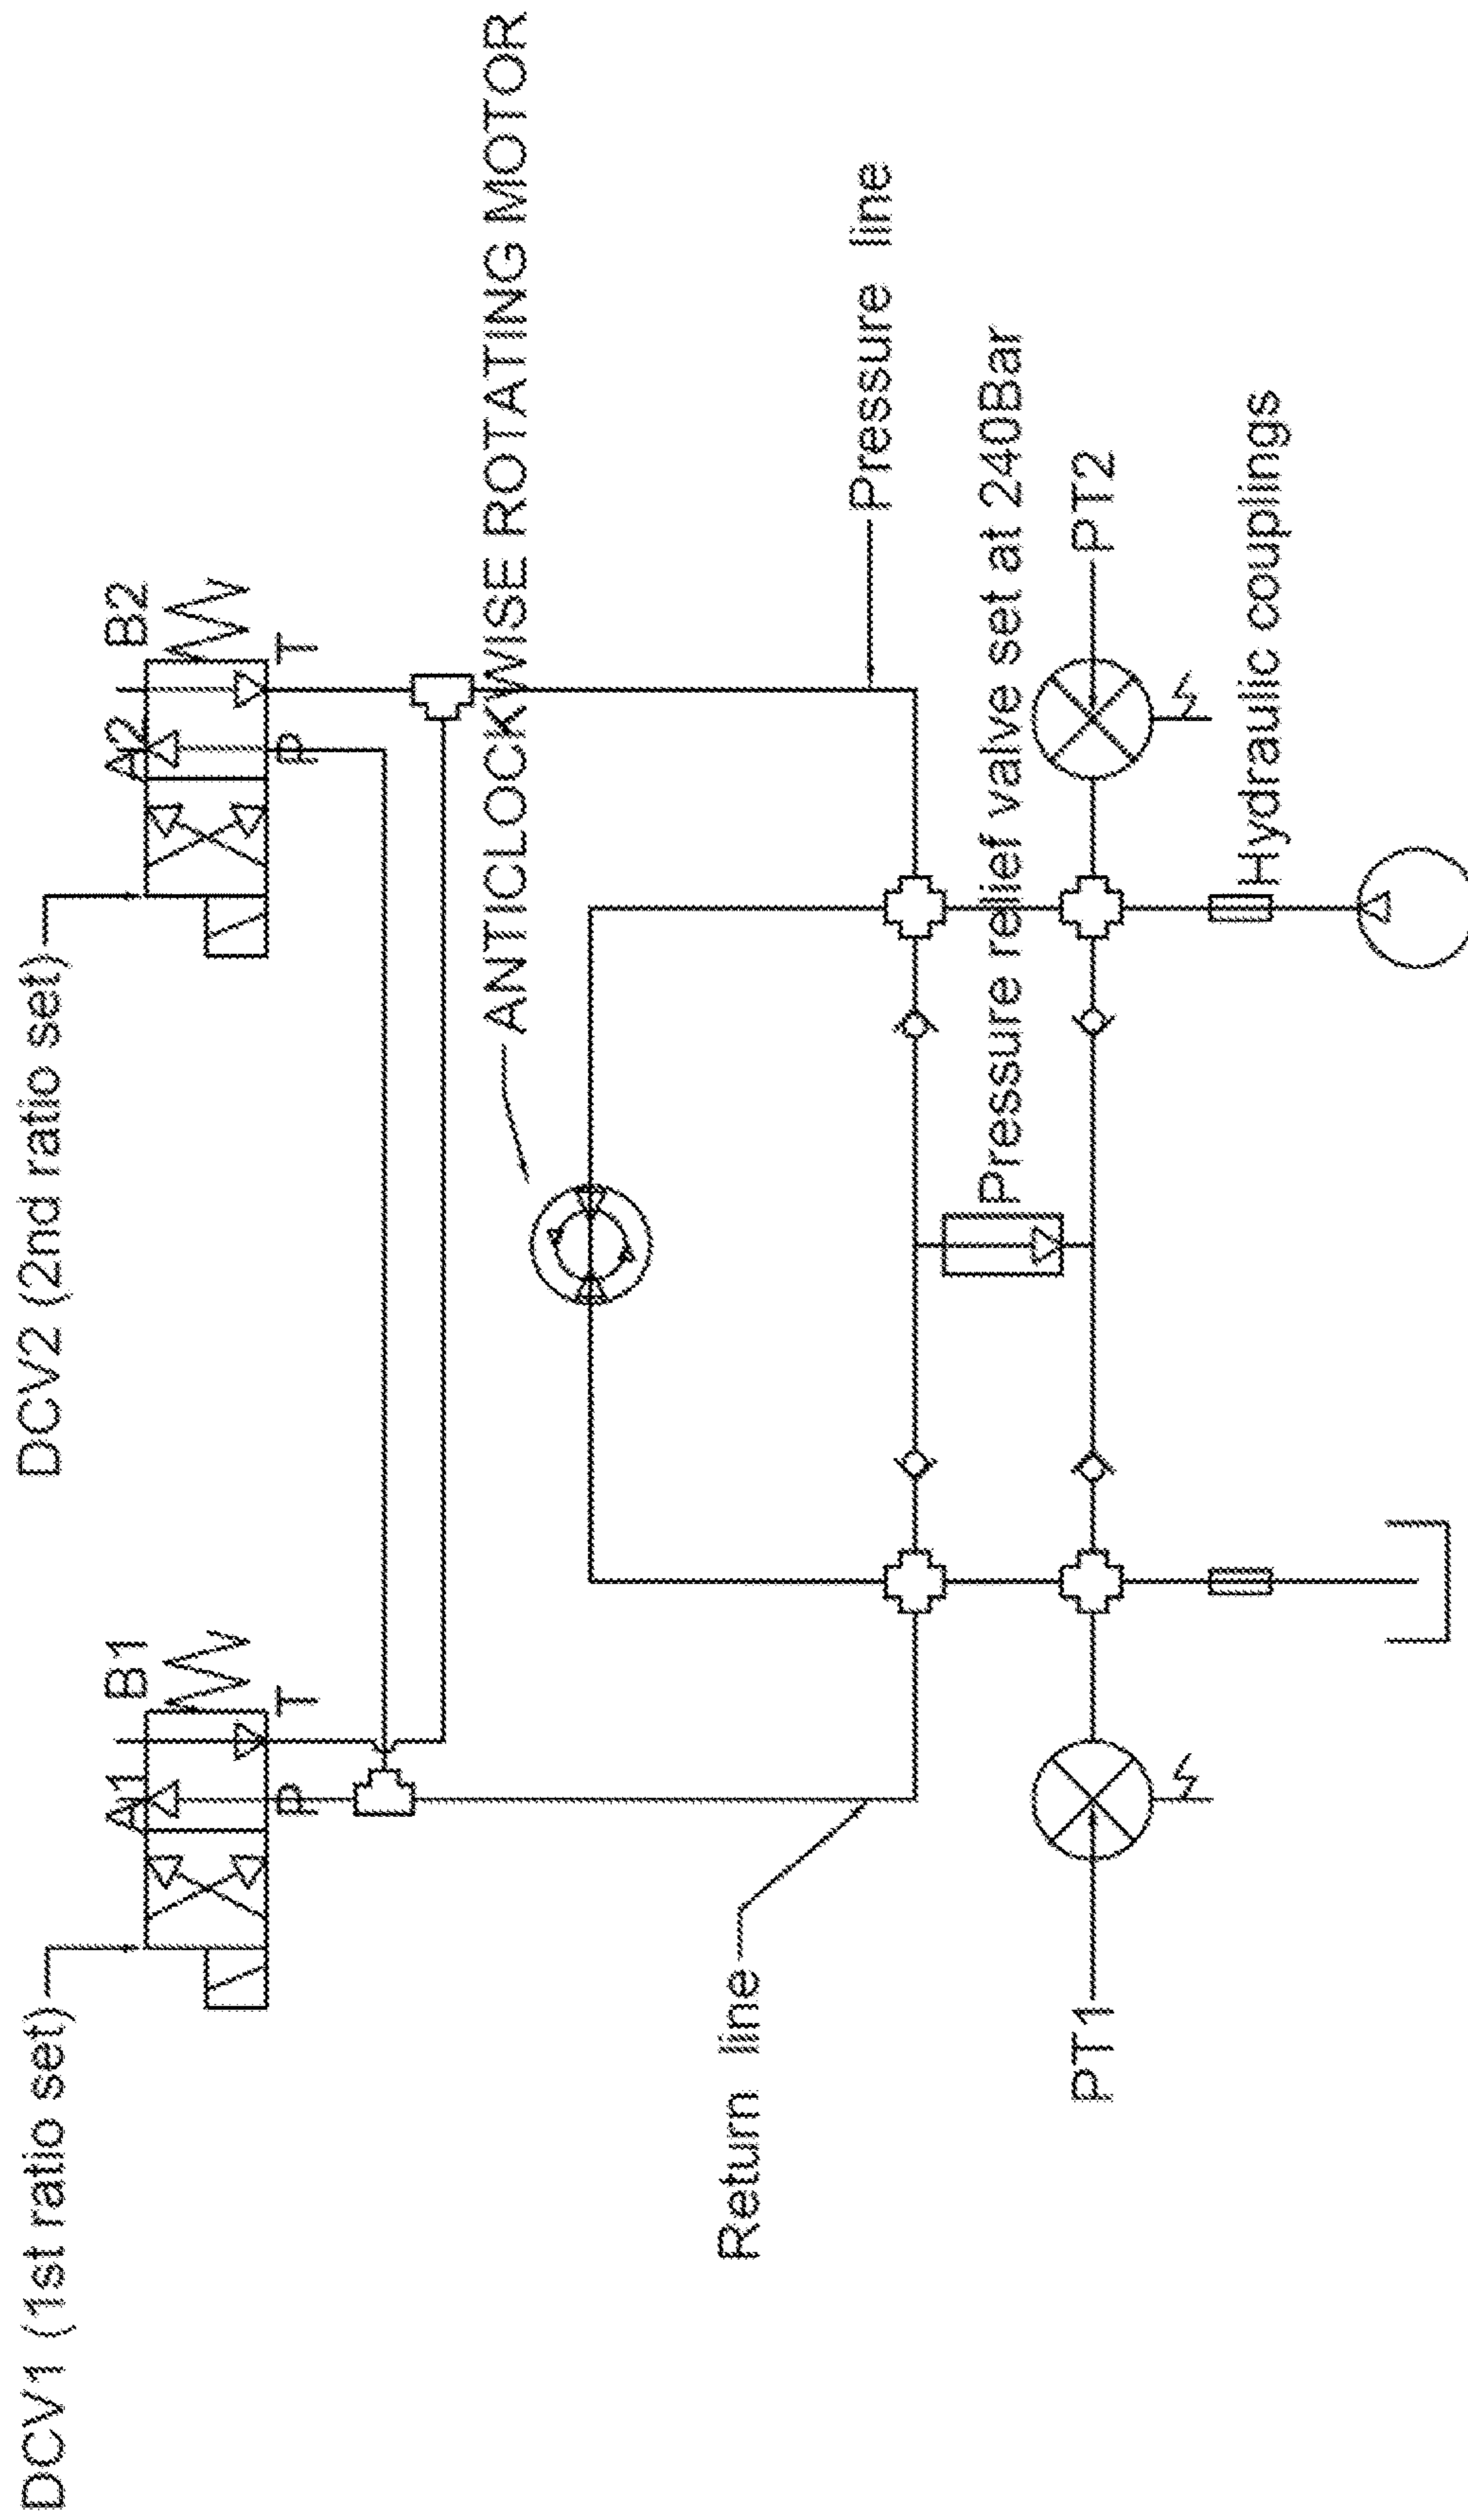 DCV1 (1st ratio set)
DCV2 (2nd ratio set)
A1
B1
A2
B2
P
T
P
T
ANTICLOCKWISE ROTATING MOTOR
Return line
Pressure line
Pressure relief valve set at 240Bar
PT1
PT2
Hydraulic couplings